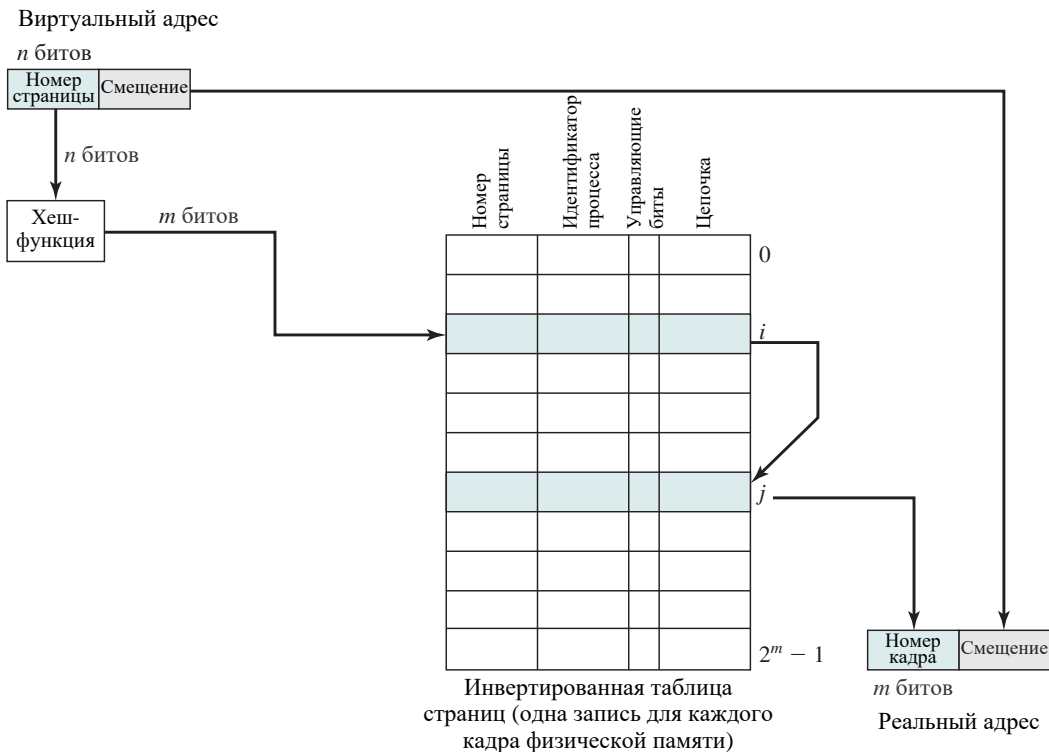 Виртуальный адрес
n битов
Номер
страницы
Смещение
n битов
Хеш-
функция
m битов
Номер
страницы
Идентификатор
процесса
Управляющие
биты
Цепочка
0
i
j
2^m − 1
Номер
кадра
Смещение
m битов
Реальный адрес
Инвертированная таблица
страниц (одна запись для каждого
кадра физической памяти)